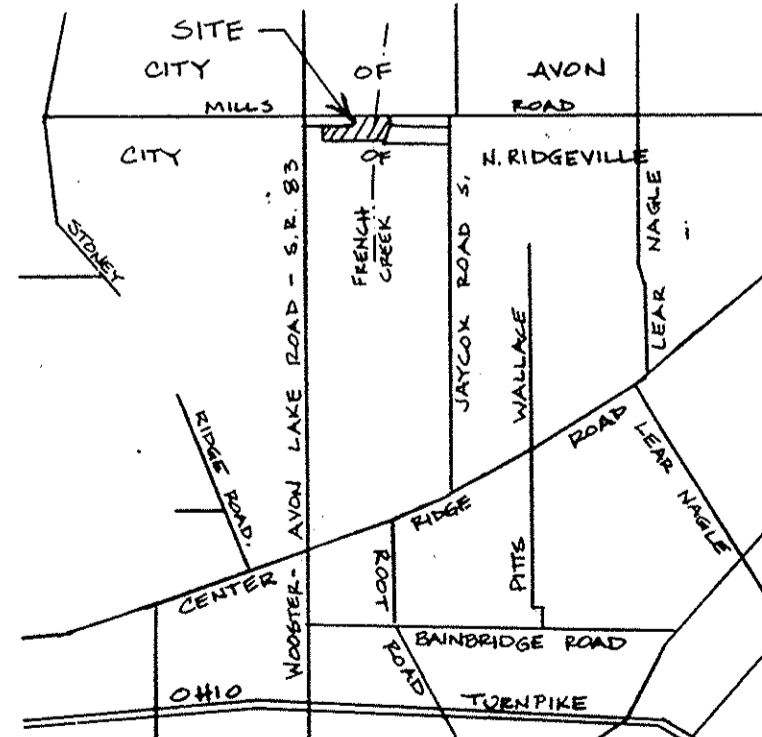 SITE
CITY OF AVON
MILLS ROAD
CITY OF N. RIDGEVILLE
STONEY
WOOSTER- AVON LAKE ROAD - S.R. 83
FRENCH
CREEK
JAYCOX ROAD S.
WALLACE
PITTS
LEAR NAGLE
LEAR NAGLE
RIDGE ROAD.
CENTER RIDGE ROAD
ROOT
ROAD
BAINBRIDGE ROAD
OHIO TURNPIKE